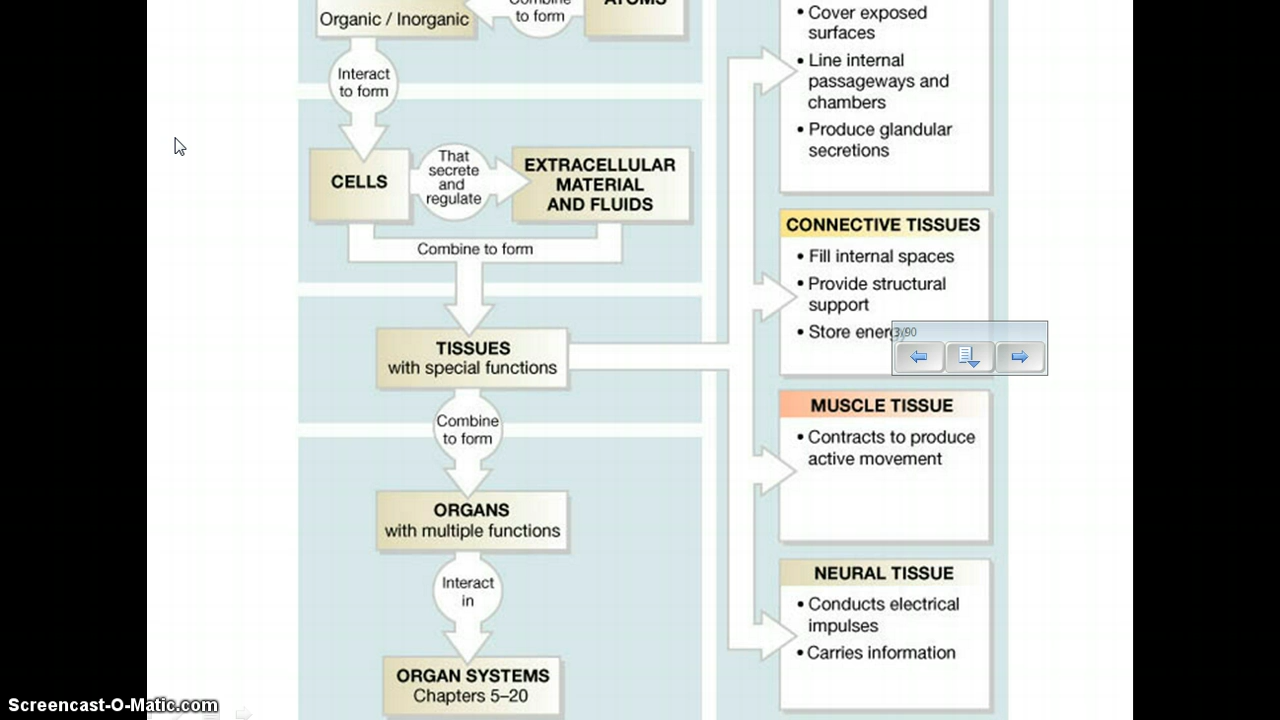 Organic / Inorganic
Combine
to form
ATOMS
Interact
to form
CELLS
That
secrete
and
regulate
EXTRACELLULAR
MATERIAL
AND FLUIDS
Combine to form
TISSUES
with special functions
Combine
to form
ORGANS
with multiple functions
Interact
in
ORGAN SYSTEMS
Chapters 5–20
• Cover exposed
surfaces
• Line internal
passageways and
chambers
• Produce glandular
secretions
CONNECTIVE TISSUES
• Fill internal spaces
• Provide structural
support
• Store energy
3/90
MUSCLE TISSUE
• Contracts to produce
active movement
NEURAL TISSUE
• Conducts electrical
impulses
• Carries information
Screencast-O-Matic.com